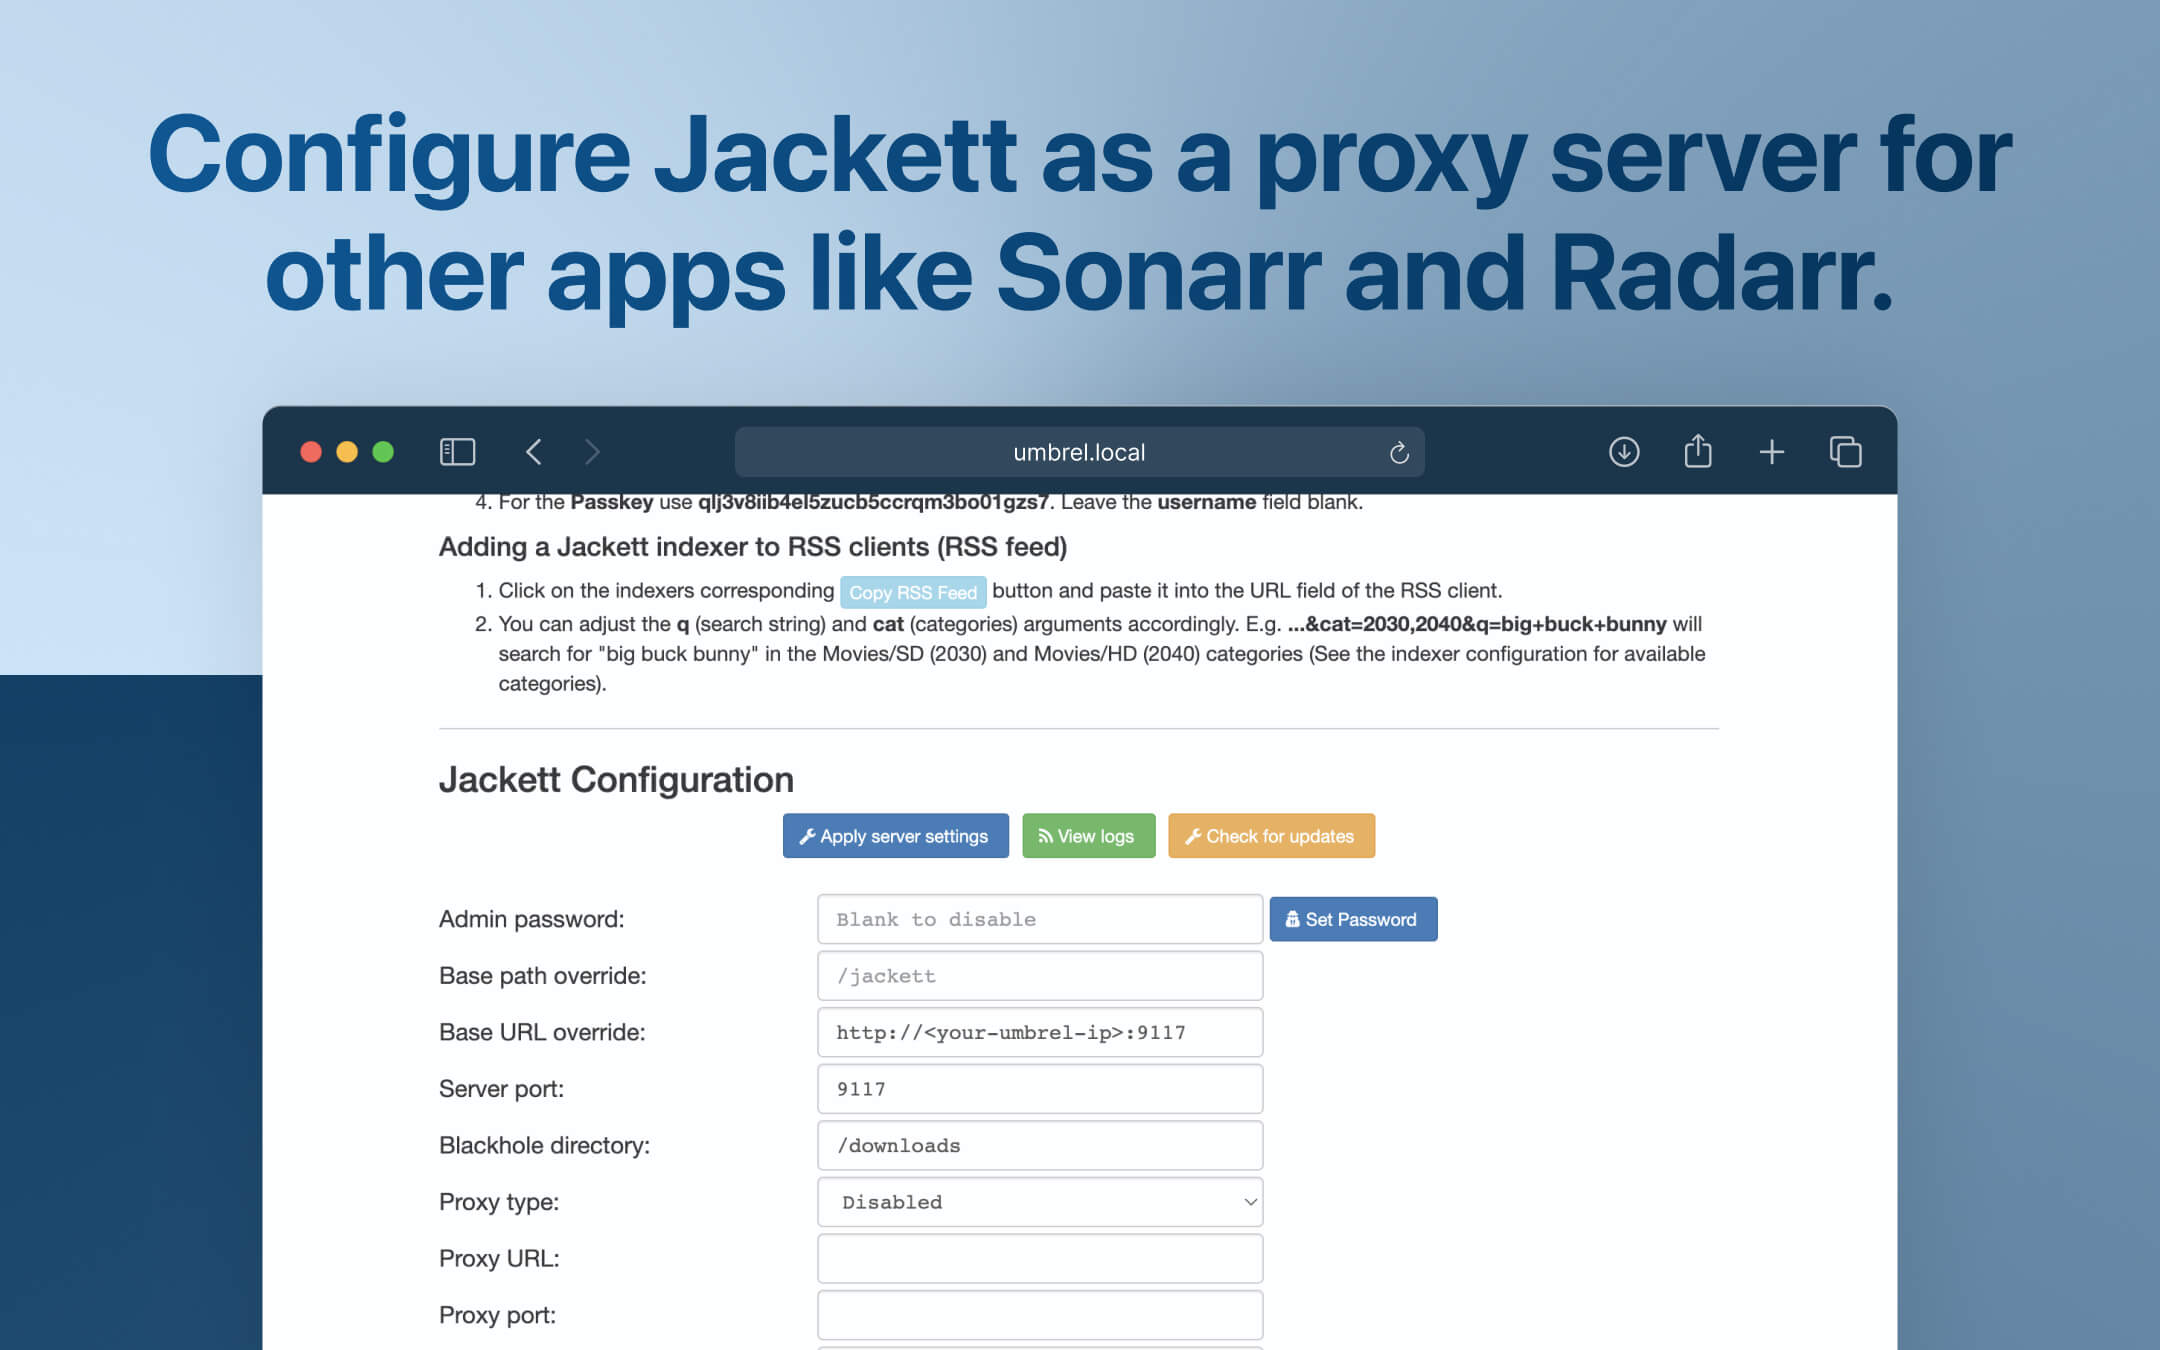 Configure Jackett as a proxy server for
other apps like Sonarr and Radarr.
umbrel.local
4. For the Passkey use qlj3v8iib4el5zucb5ccrqm3bo01gzs7. Leave the username field blank.
Adding a Jackett indexer to RSS clients (RSS feed)
1. Click on the indexers corresponding Copy RSS Feed button and paste it into the URL field of the RSS client.
2. You can adjust the q (search string) and cat (categories) arguments accordingly. E.g. ...&cat=2030,2040&q=big+buck+bunny will
search for "big buck bunny" in the Movies/SD (2030) and Movies/HD (2040) categories (See the indexer configuration for available
categories).
Jackett Configuration
Apply server settings View logs Check for updates
Admin password: Blank to disable Set Password
Base path override: /jackett
Base URL override: http://<your-umbrel-ip>:9117
Server port: 9117
Blackhole directory: /downloads
Proxy type: Disabled
Proxy URL:
Proxy port: